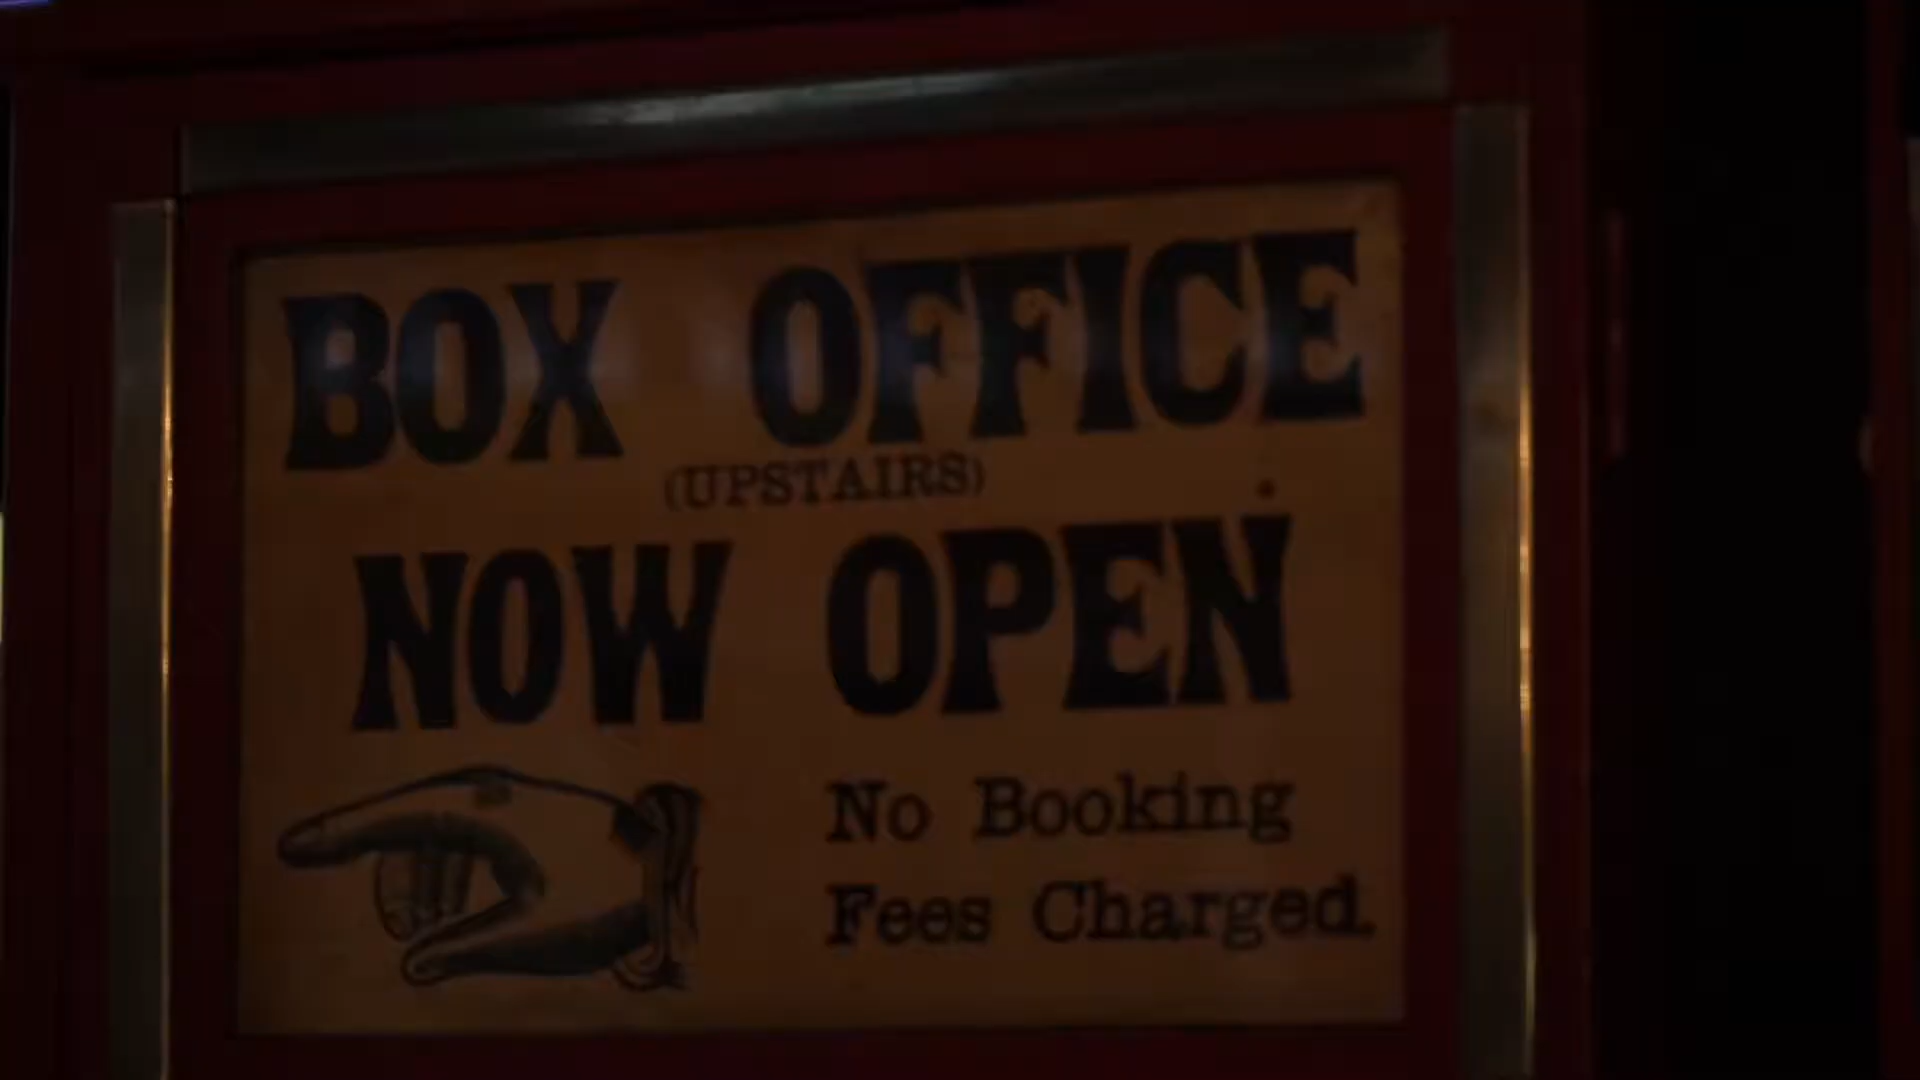 BOX OFFICE
(UPSTAIRS)
NOW OPEN
No Booking
Fees Charged.